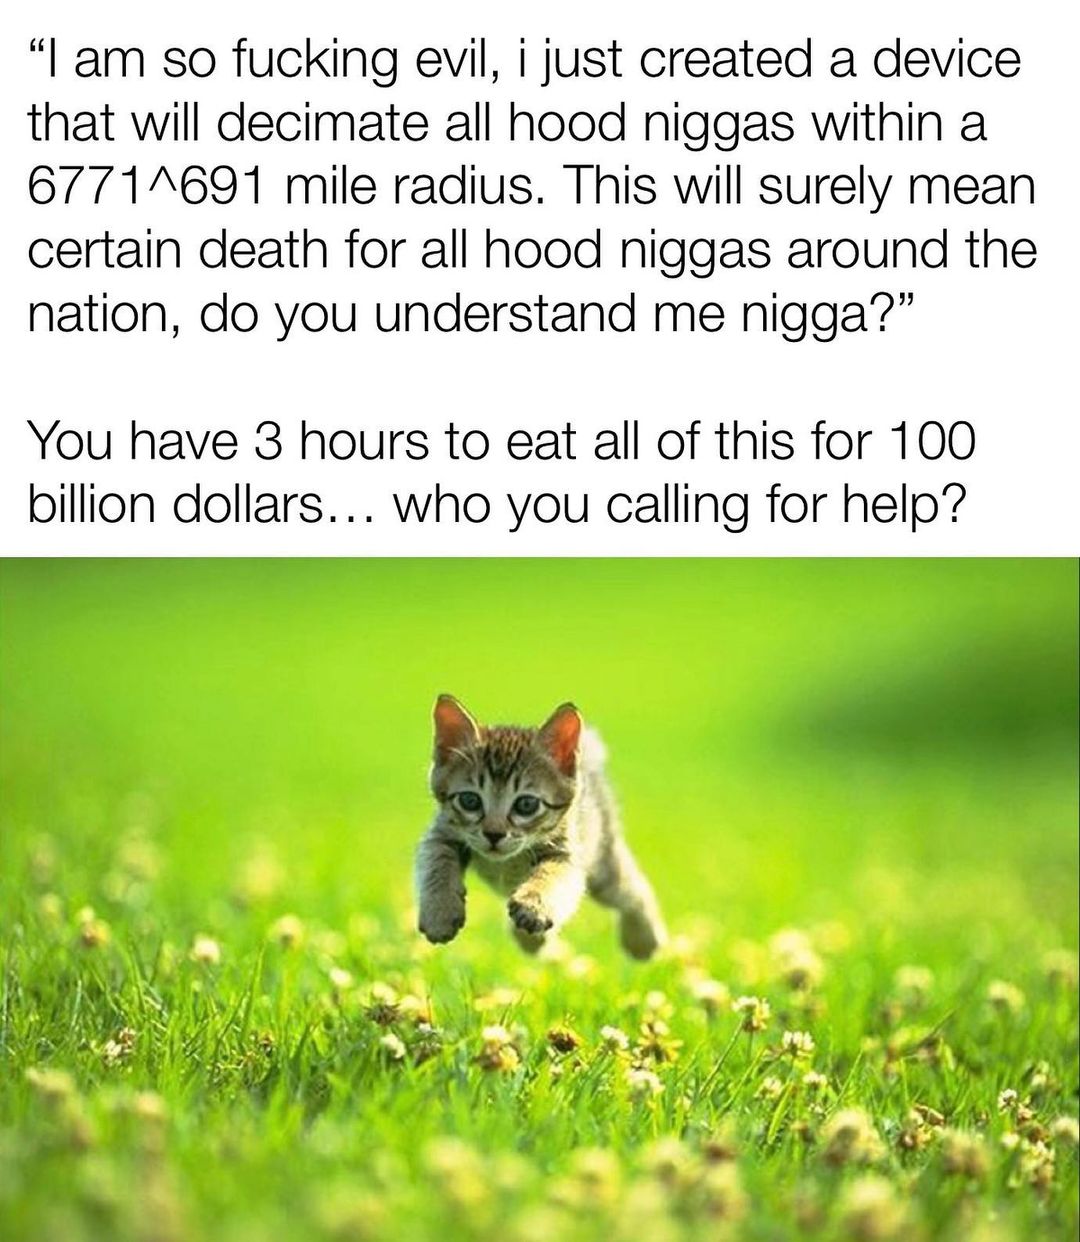 “I am so fucking evil, i just created a device
that will decimate all hood niggas within a
6771^691 mile radius. This will surely mean
certain death for all hood niggas around the
nation, do you understand me nigga?”
You have 3 hours to eat all of this for 100
billion dollars... who you calling for help?